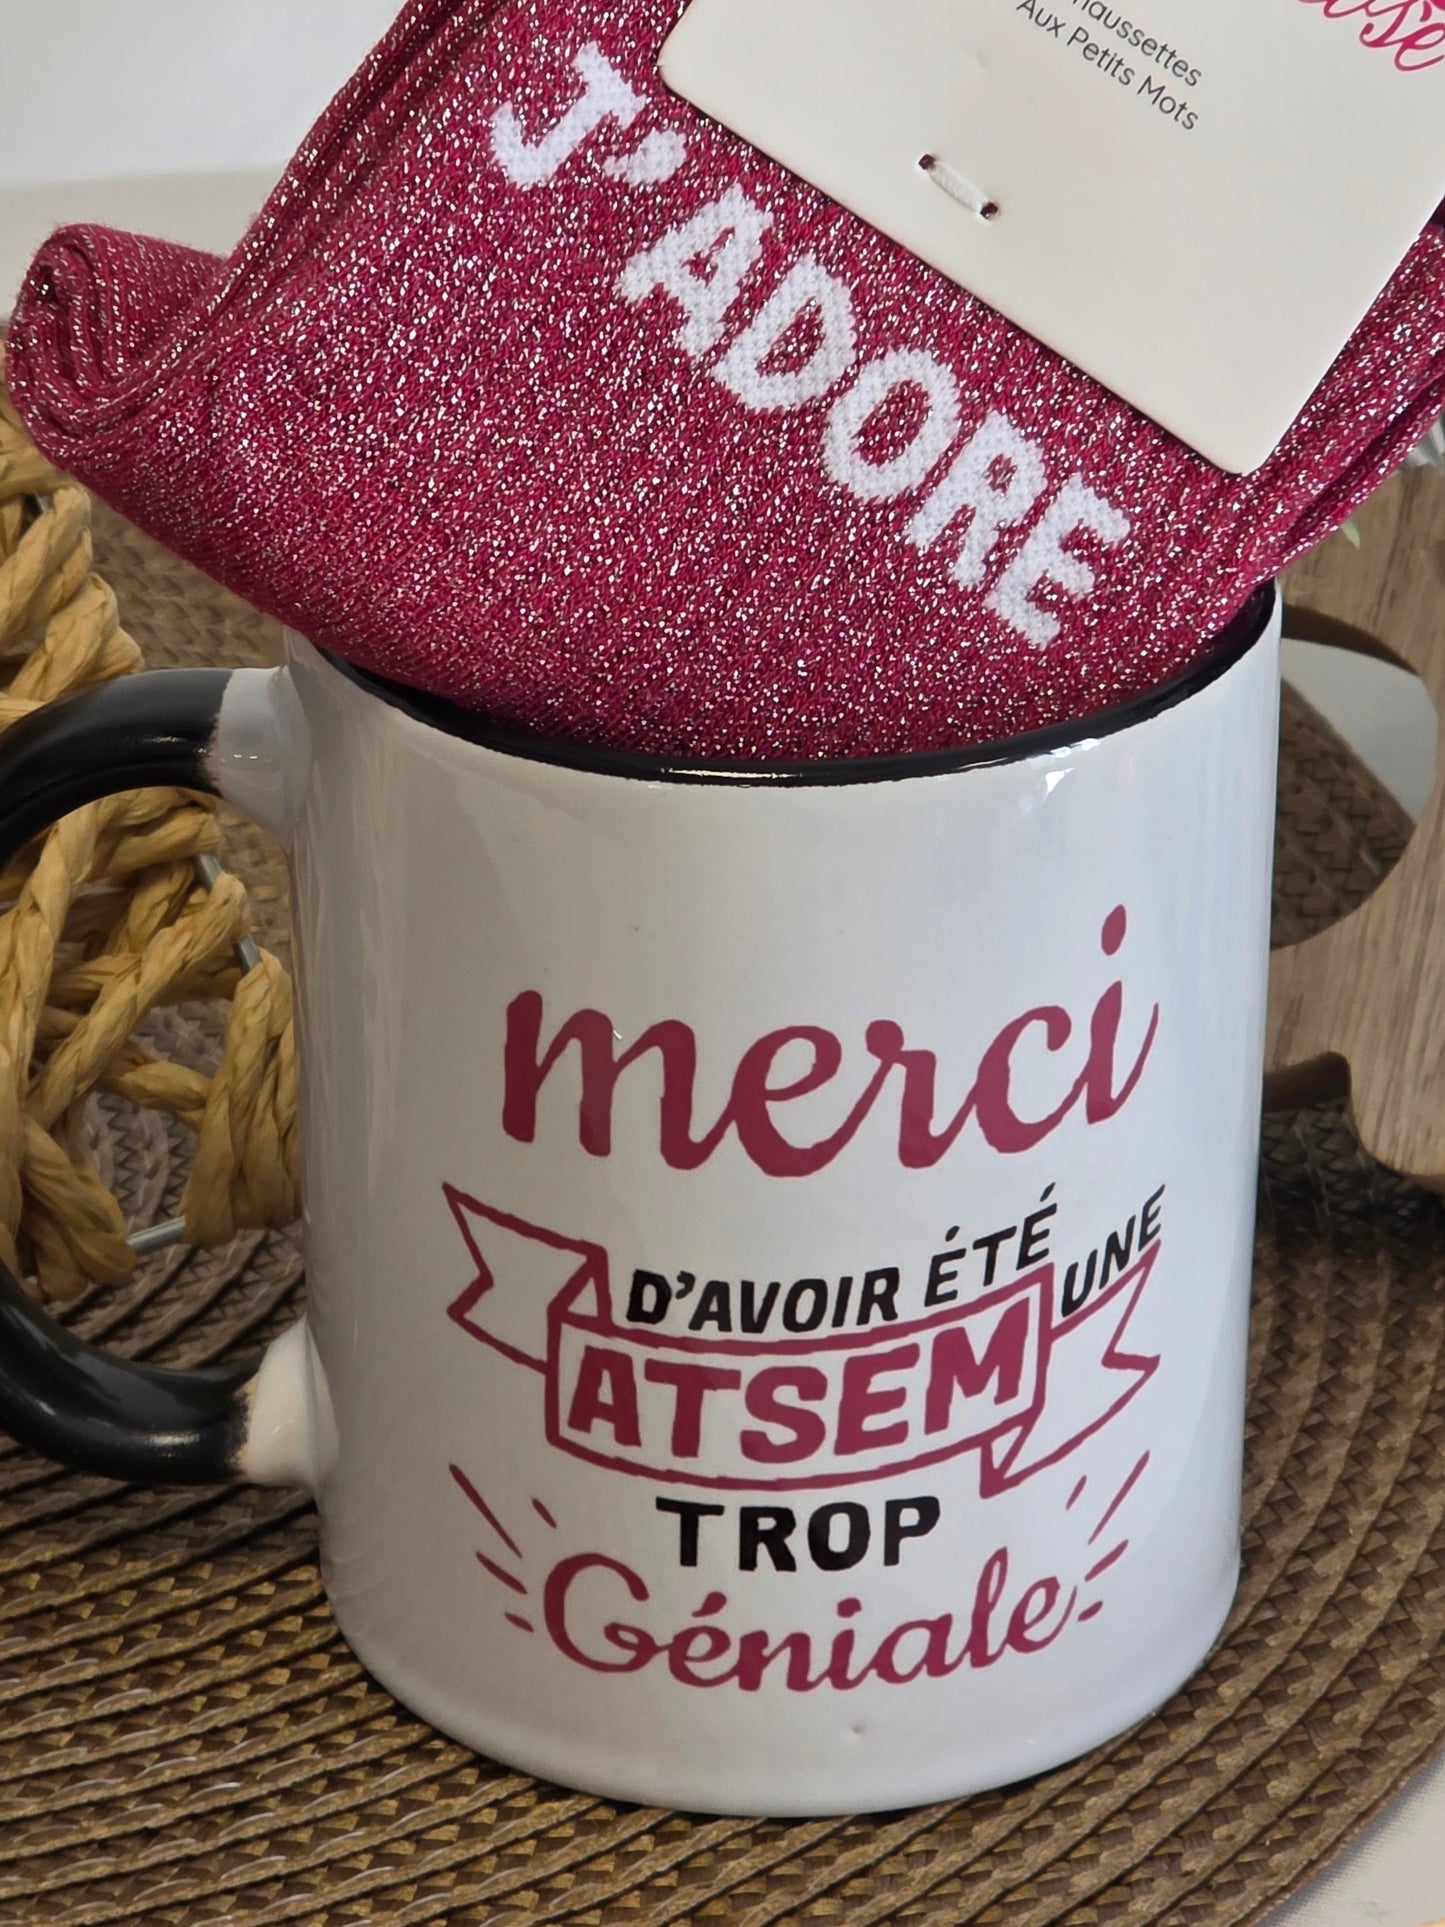 Aux Petits Mots
J'ADORE
merci
D'AVOIR ÉTÉ UNE
ATSEM
TROP
Géniale